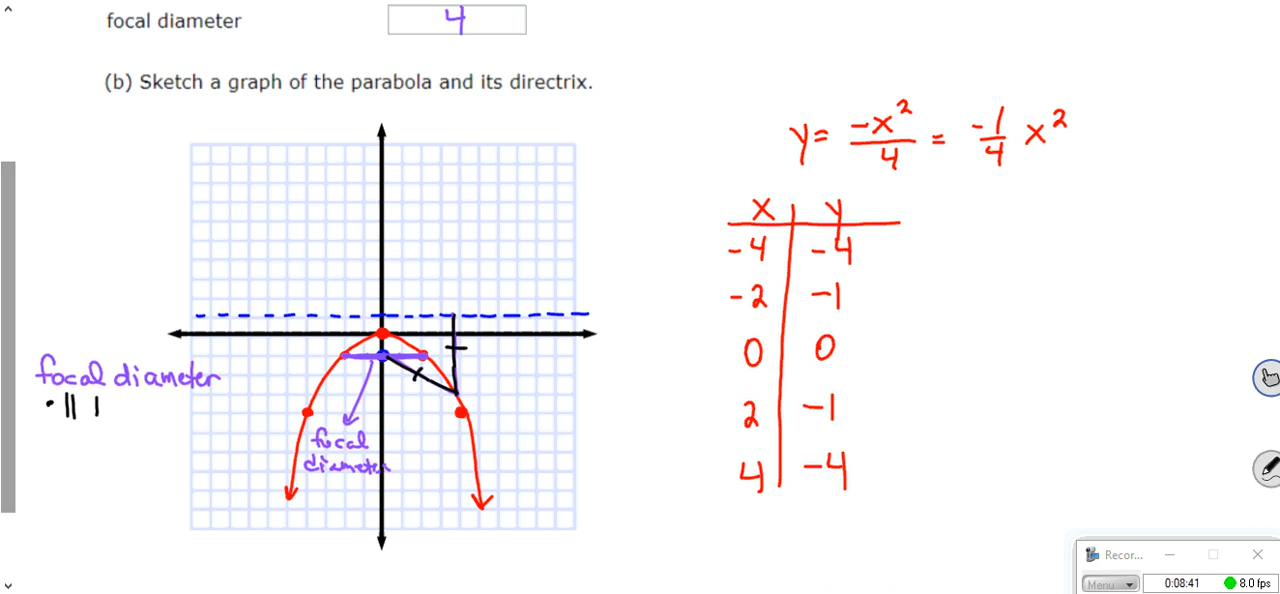 focal diameter 4
(b) Sketch a graph of the parabola and its directrix.
y = -x² / 4 = -1/4 x²
x y
-4 -4
-2 -1
0 0
2 -1
4 -4
focal diameter
• || |
focal
diameter
Recor...
Menu 0:08:41 8.0 fps